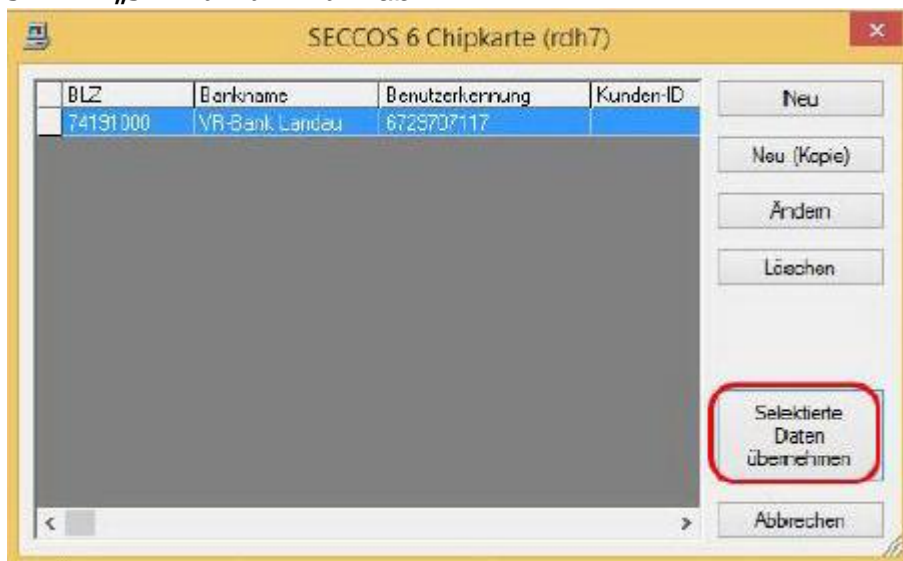 SECCOS 6 Chipkarte (rdh7)
BLZ Bankname Benutzerkennung Kunden-ID
74191000 VR-Bank Landau 6729707117
Neu
Neu (Kopie)
Ändern
Löschen
Selektierte
Daten
übernehmen
Abbrechen